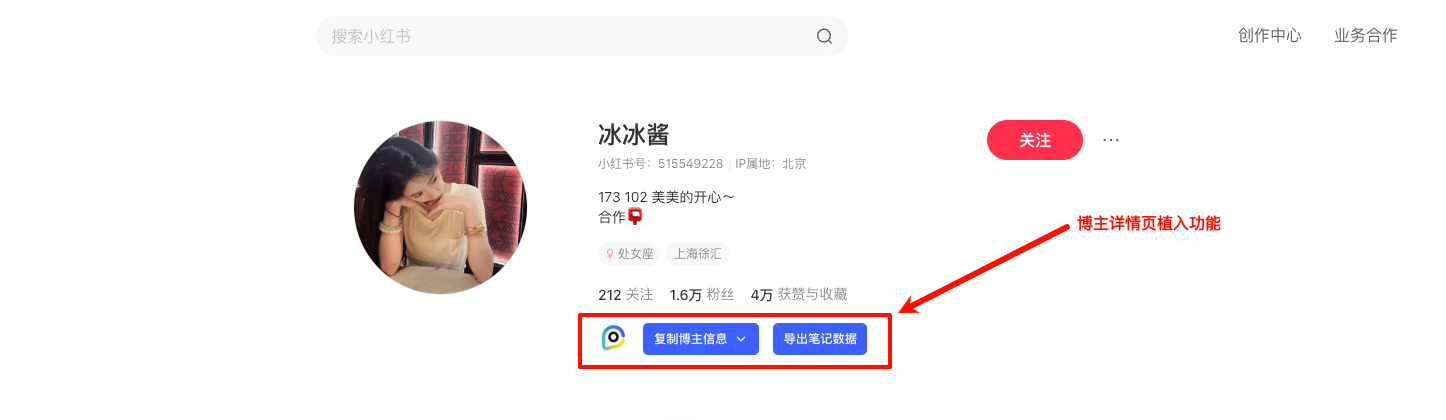 搜索小红书
创作中心 业务合作
冰冰酱
关注 ···
小红书号：515549228 IP属地：北京
173 102 美美的开心～
合作📮
博主详情页植入功能
处女座 上海徐汇
212 关注 1.6万 粉丝 4万 获赞与收藏
复制博主信息 导出笔记数据